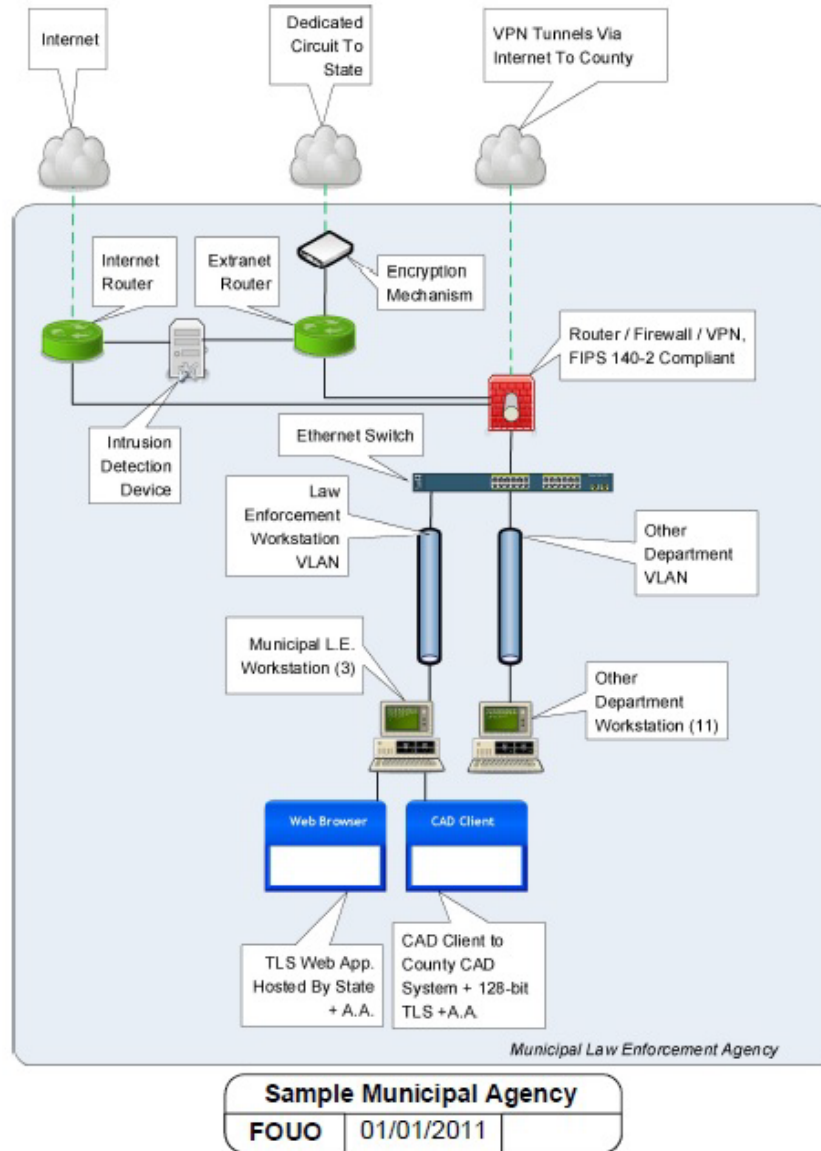 Internet
Dedicated
Circuit To
State
VPN Tunnels Via
Internet To County
Internet
Router
Extranet
Router
Encryption
Mechanism
Router / Firewall / VPN,
FIPS 140-2 Compliant
Intrusion
Detection
Device
Ethernet Switch
Law
Enforcement
Workstation
VLAN
Other
Department
VLAN
Municipal L.E.
Workstation (3)
Other
Department
Workstation (11)
Web Browser
CAD Client
TLS Web App.
Hosted By State
+ A.A.
CAD Client to
County CAD
System + 128-bit
TLS +A.A.
Municipal Law Enforcement Agency
Sample Municipal Agency
FOUO 01/01/2011